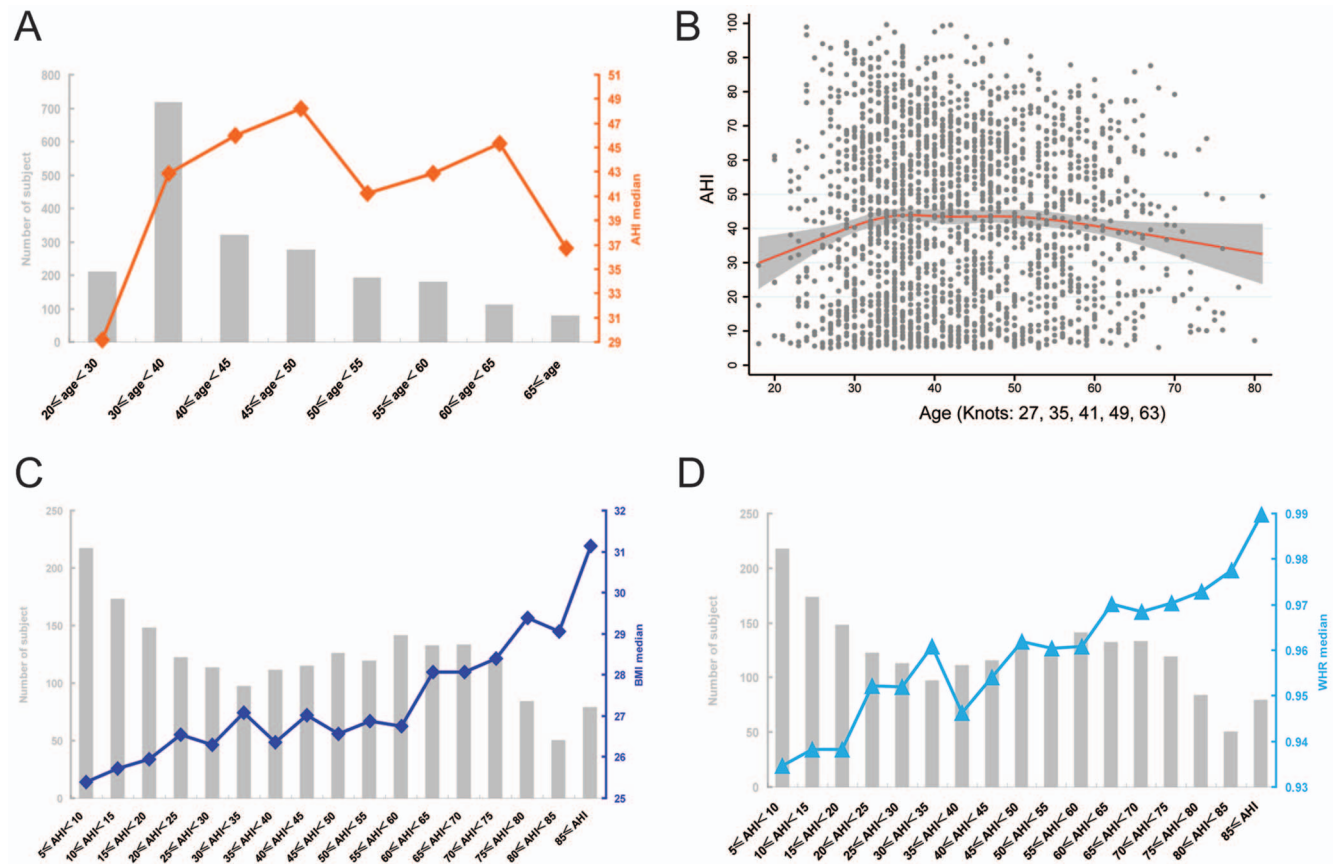 A
800
700
600
500
400
300
200
100
0
Number of subject
51
49
47
45
43
41
39
37
35
33
31
29
AHI median
20≤ age< 30
30≤ age< 40
40≤ age< 45
45≤ age< 50
50≤ age< 55
55≤ age< 60
60≤ age< 65
65≤ age
B
100
90
80
70
60
50
40
30
20
10
0
AHI
20
30
40
50
60
70
80
Age (Knots: 27, 35, 41, 49, 63)
C
250
200
150
100
50
0
Number of subject
32
31
30
29
28
27
26
25
BMI median
5≤ AHI< 10
10≤ AHI< 15
15≤ AHI< 20
20≤ AHI< 25
25≤ AHI< 30
30≤ AHI< 35
35≤ AHI< 40
40≤ AHI< 45
45≤ AHI< 50
50≤ AHI< 55
55≤ AHI< 60
60≤ AHI< 65
65≤ AHI< 70
70≤ AHI< 75
75≤ AHI< 80
80≤ AHI< 85
85≤ AHI
D
250
200
150
100
50
0
Number of subject
0.99
0.98
0.97
0.96
0.95
0.94
0.93
WHR median
5≤ AHI< 10
10≤ AHI< 15
15≤ AHI< 20
20≤ AHI< 25
25≤ AHI< 30
30≤ AHI< 35
35≤ AHI< 40
40≤ AHI< 45
45≤ AHI< 50
50≤ AHI< 55
55≤ AHI< 60
60≤ AHI< 65
65≤ AHI< 70
70≤ AHI< 75
75≤ AHI< 80
80≤ AHI< 85
85≤ AHI